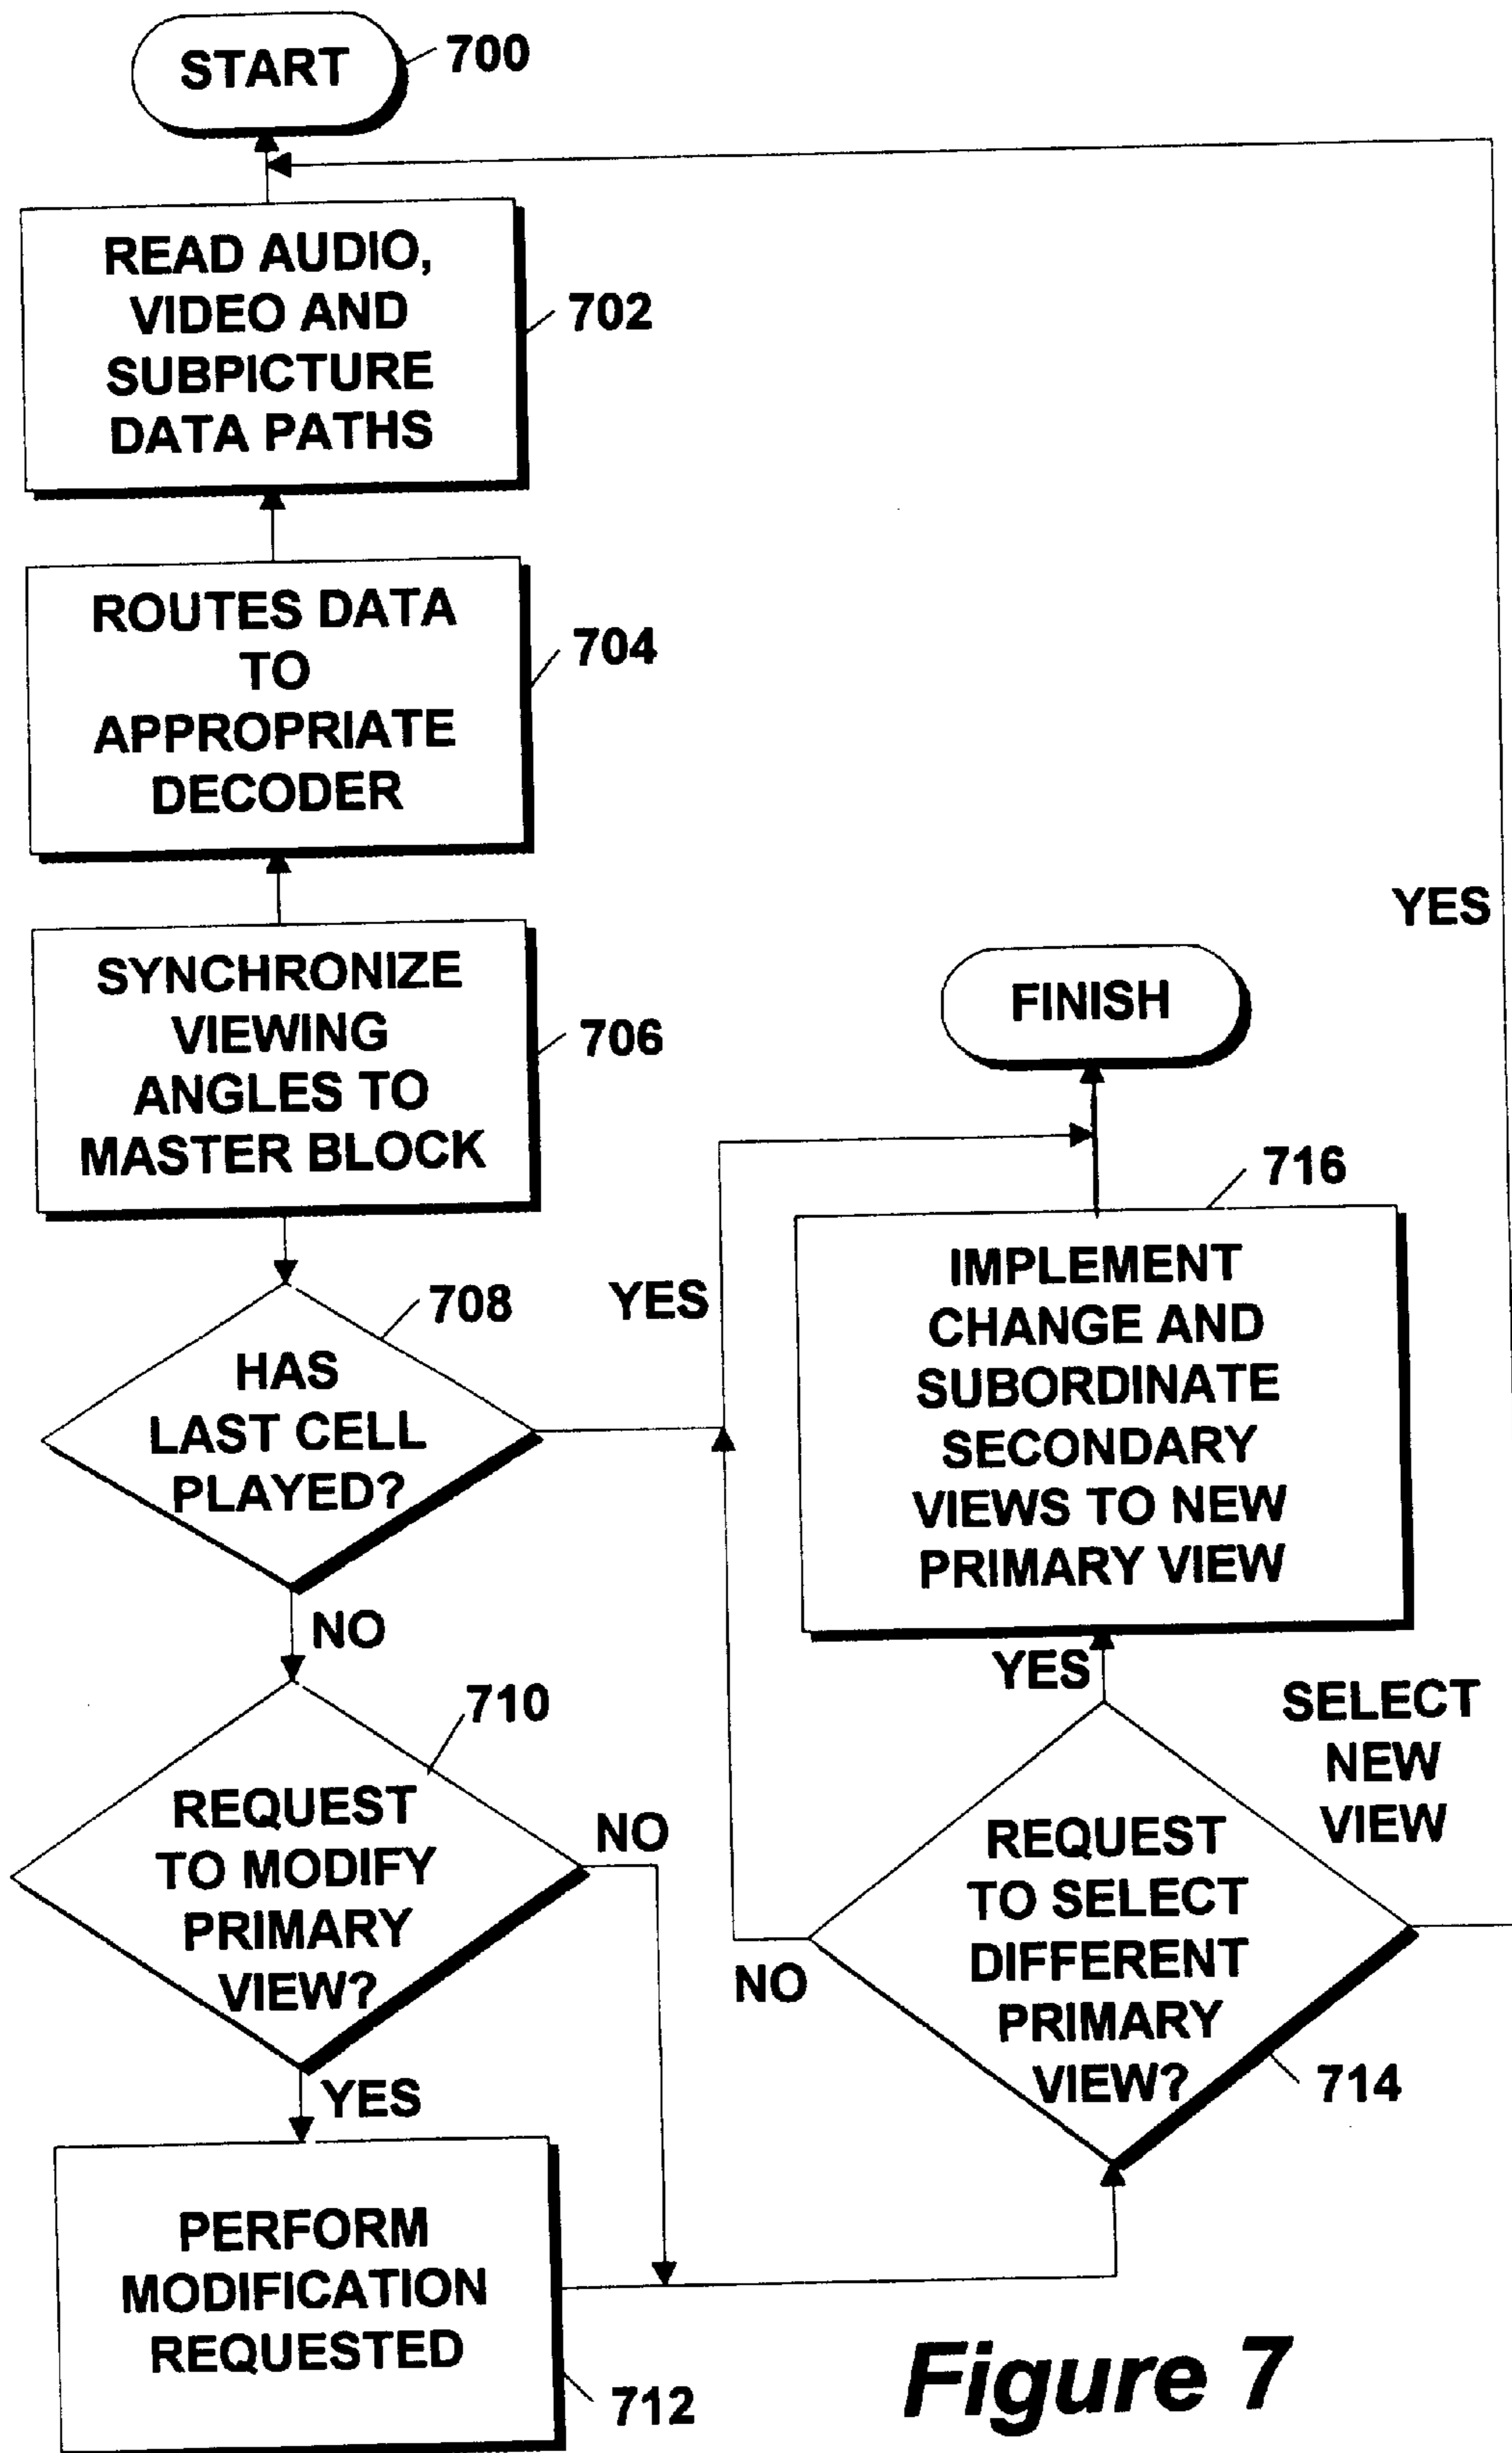 START
700
READ AUDIO,
VIDEO AND
SUBPICTURE
DATA PATHS
702
ROUTES DATA
TO
APPROPRIATE
DECODER
704
SYNCHRONIZE
VIEWING
ANGLES TO
MASTER BLOCK
706
HAS
LAST CELL
PLAYED?
708
YES
NO
REQUEST
TO MODIFY
PRIMARY
VIEW?
710
NO
YES
PERFORM
MODIFICATION
REQUESTED
712
FINISH
716
IMPLEMENT
CHANGE AND
SUBORDINATE
SECONDARY
VIEWS TO NEW
PRIMARY VIEW
YES
REQUEST
TO SELECT
DIFFERENT
PRIMARY
VIEW?
714
NO
SELECT
NEW
VIEW
YES
Figure 7